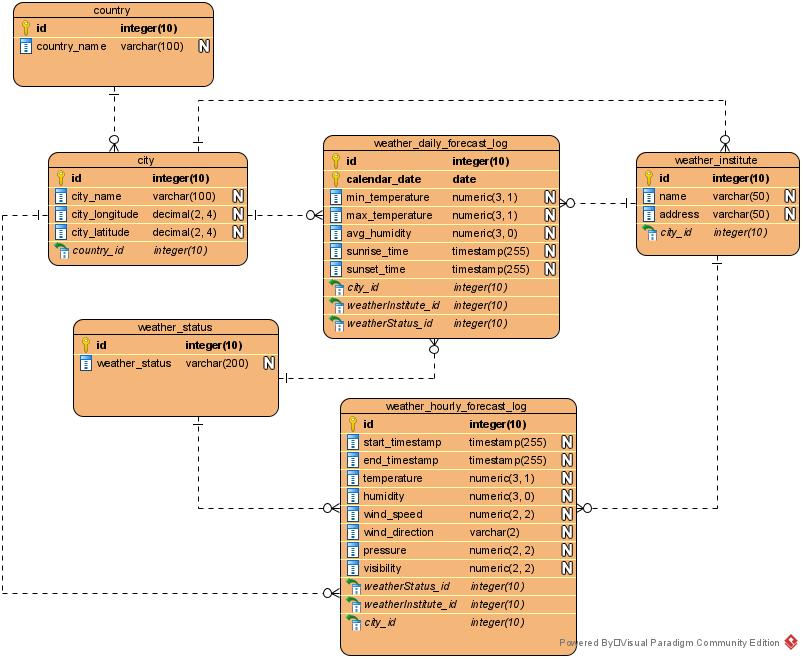 country
id integer(10)
country_name varchar(100) N
city
id integer(10)
city_name varchar(100) N
city_longitude decimal(2, 4) N
city_latitude decimal(2, 4) N
country_id integer(10)
weather_daily_forecast_log
id integer(10)
calendar_date date
min_temperature numeric(3, 1) N
max_temperature numeric(3, 1) N
avg_humidity numeric(3, 0) N
sunrise_time timestamp(255) N
sunset_time timestamp(255) N
city_id integer(10)
weatherInstitute_id integer(10)
weatherStatus_id integer(10)
weather_institute
id integer(10)
name varchar(50) N
address varchar(50) N
city_id integer(10)
weather_status
id integer(10)
weather_status varchar(200) N
weather_hourly_forecast_log
id integer(10)
start_timestamp timestamp(255) N
end_timestamp timestamp(255) N
temperature numeric(3, 1) N
humidity numeric(3, 0) N
wind_speed numeric(2, 2) N
wind_direction varchar(2) N
pressure numeric(2, 2) N
visibility numeric(2, 2) N
weatherStatus_id integer(10)
weatherInstitute_id integer(10)
city_id integer(10)
Powered By Visual Paradigm Community Edition